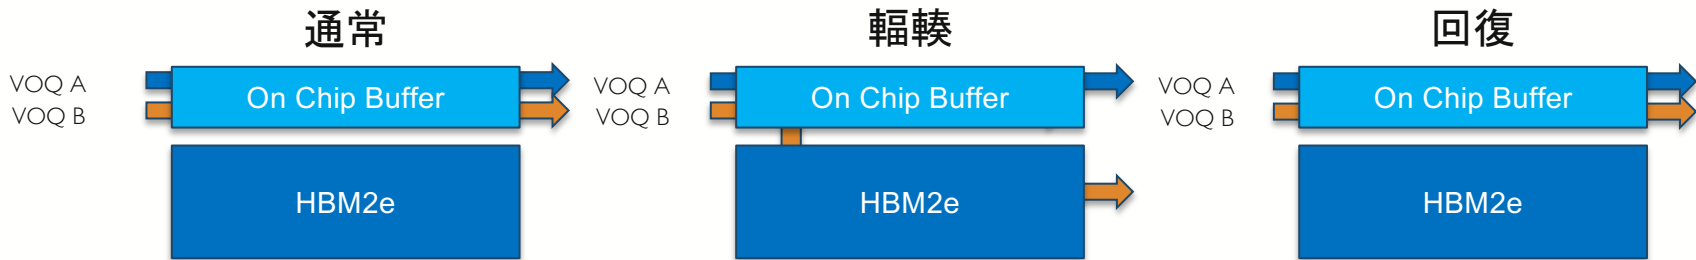 通常
VOQ A
VOQ B
On Chip Buffer
HBM2e
輻輳
VOQ A
VOQ B
On Chip Buffer
HBM2e
回復
VOQ A
VOQ B
On Chip Buffer
HBM2e